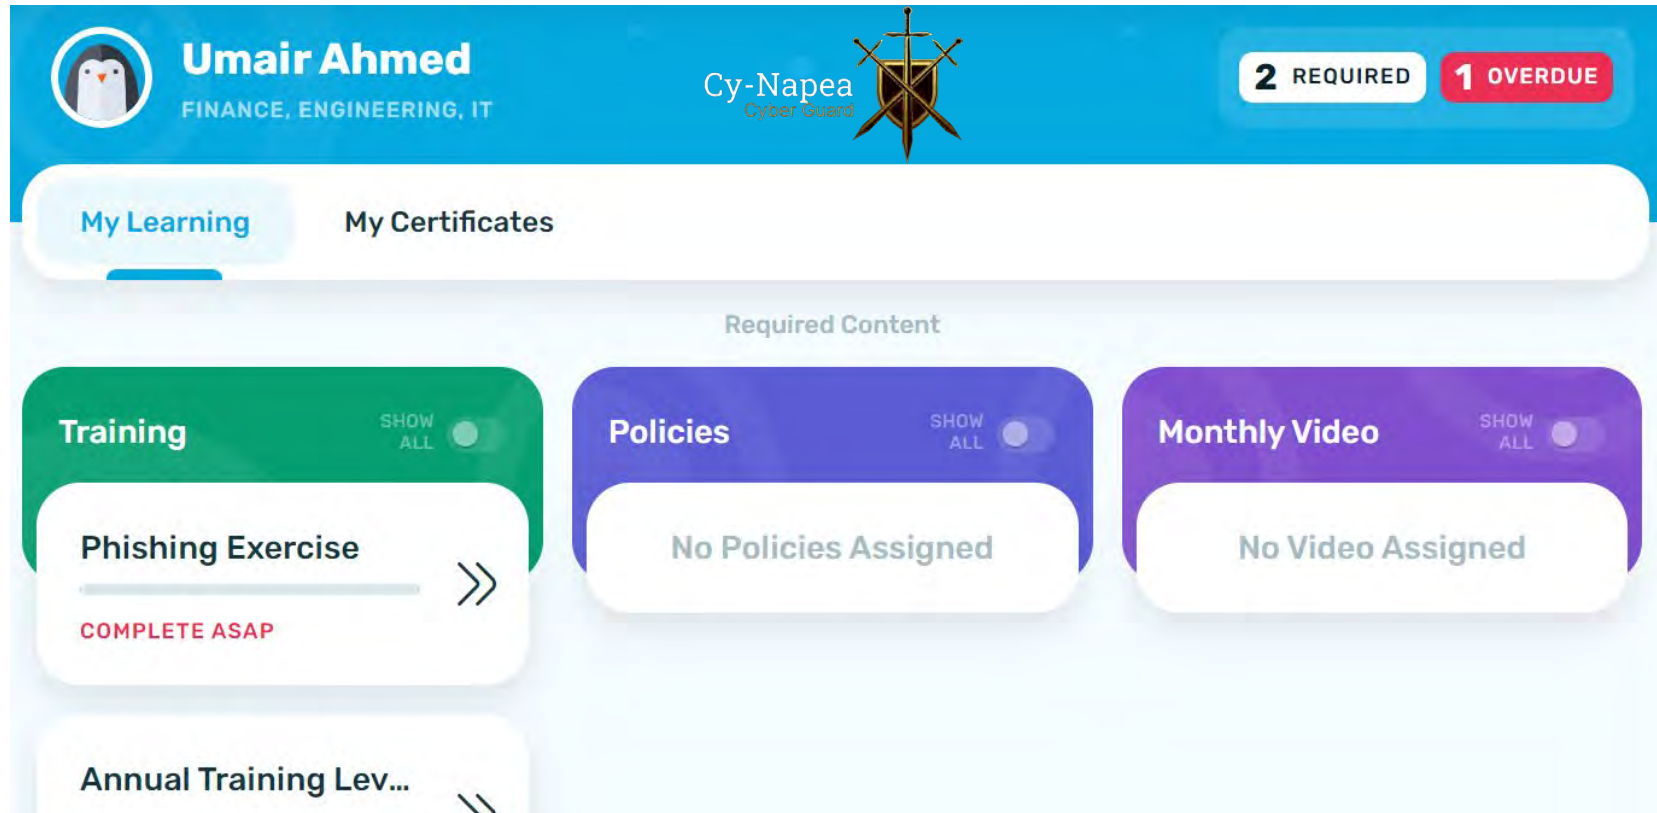 Umair Ahmed
FINANCE, ENGINEERING, IT
Cy-Napea
Cyber Guard
2 REQUIRED
1 OVERDUE
My Learning
My Certificates
Required Content
Training
SHOW
ALL
Phishing Exercise
COMPLETE ASAP
Annual Training Lev...
Policies
SHOW
ALL
No Policies Assigned
Monthly Video
SHOW
ALL
No Video Assigned